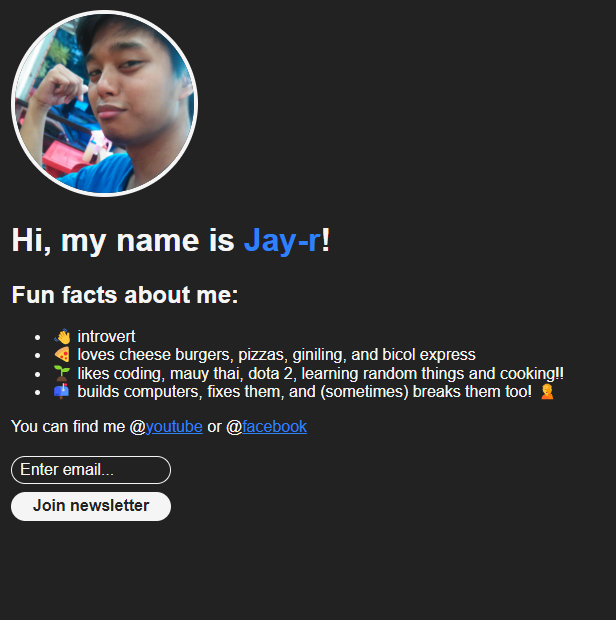 Hi, my name is Jay-r!
Fun facts about me:
👋 introvert
🍕 loves cheese burgers, pizzas, giniling, and bicol express
🌱 likes coding, mauy thai, dota 2, learning random things and cooking!!
📫 builds computers, fixes them, and (sometimes) breaks them too! 🤦
You can find me @youtube or @facebook
Enter email...
Join newsletter